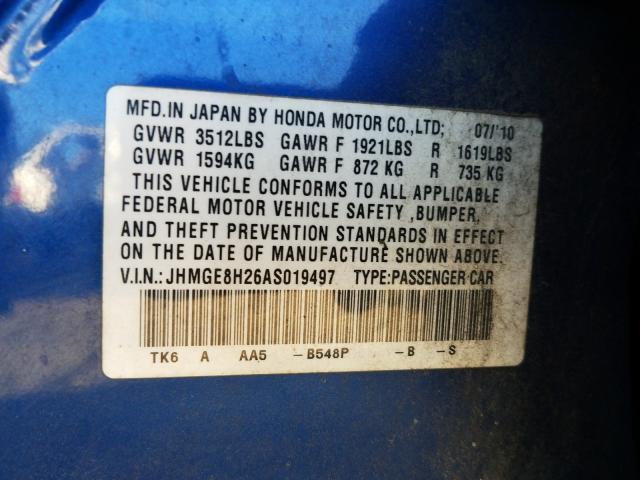 MFD.IN JAPAN BY HONDA MOTOR CO.,LTD; 07/'10
GVWR 3512LBS GAWR F 1921LBS R 1619LBS
GVWR 1594KG GAWR F 872 KG R 735 KG
THIS VEHICLE CONFORMS TO ALL APPLICABLE
FEDERAL MOTOR VEHICLE SAFETY ,BUMPER,
AND THEFT PREVENTION STANDARDS IN EFFECT
ON THE DATE OF MANUFACTURE SHOWN ABOVE.
V.I.N.:JHMGE8H26AS019497 TYPE:PASSENGER CAR
TK6 A AA5 -B548P -B -S